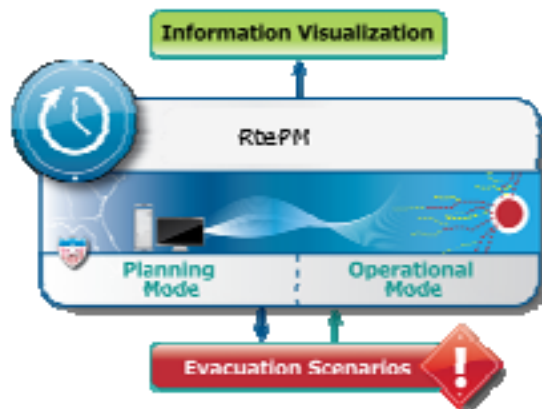 Information Visualization
RtePM
Planning
Mode
Operational
Mode
Evacuation Scenarios
!